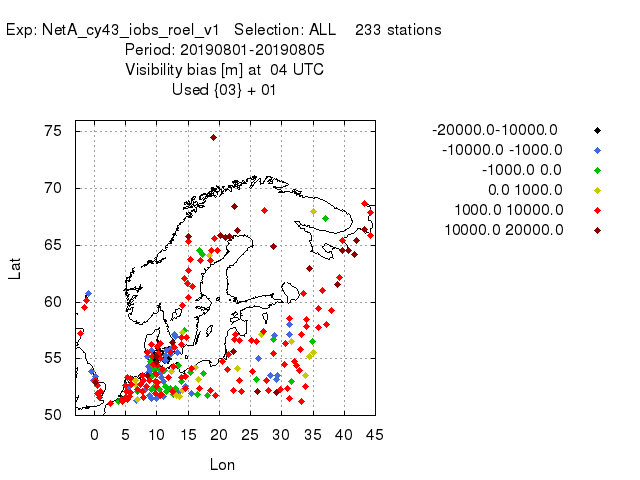 Exp: NetA_cy43_iobs_roel_v1 Selection: ALL 233 stations
Period: 20190801-20190805
Visibility bias [m] at 04 UTC
Used {03} + 01
-20000.0-10000.0
-10000.0 -1000.0
-1000.0 0.0
0.0 1000.0
1000.0 10000.0
10000.0 20000.0
75
70
65
60
55
50
Lat
0 5 10 15 20 25 30 35 40 45
Lon